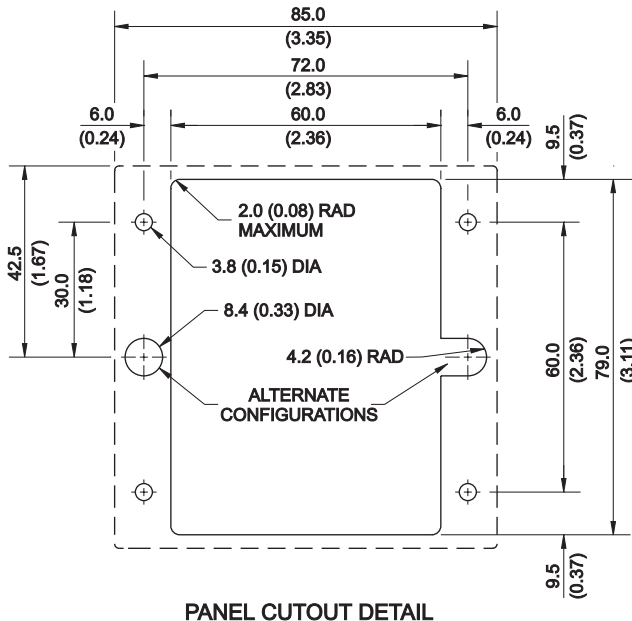 85.0
(3.35)
72.0
(2.83)
6.0
(0.24)
60.0
(2.36)
6.0
(0.24)
9.5
(0.37)
2.0 (0.08) RAD
MAXIMUM
3.8 (0.15) DIA
8.4 (0.33) DIA
4.2 (0.16) RAD
ALTERNATE
CONFIGURATIONS
42.5
(1.67)
30.0
(1.18)
60.0
(2.36)
79.0
(3.11)
9.5
(0.37)
PANEL CUTOUT DETAIL